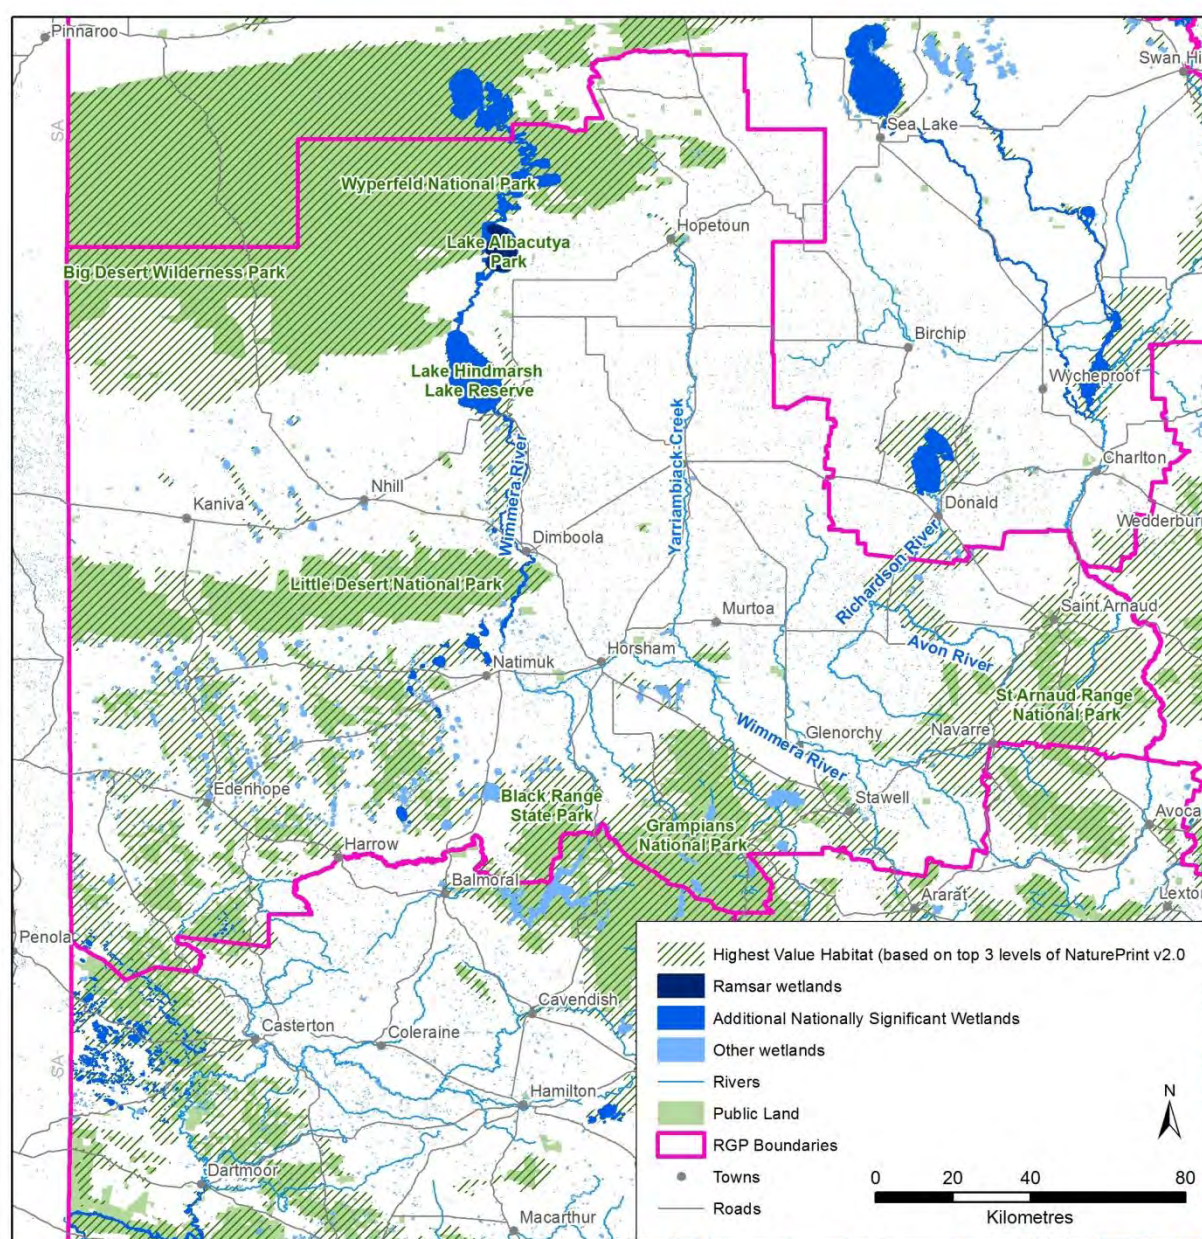 Pinnaroo
Swan Hi
SA
Sea Lake
Wyperfeld National Park
Hopetoun
Lake Albacutya
Park
Big Desert Wilderness Park
Birchip
Lake Hindmarsh
Lake Reserve
Wycheproof
Yarriambiack Creek
Wimmera River
Charlton
Nhill
Kaniva
Donald
Wedderburn
Dimboola
Richardson River
Little Desert National Park
Saint Arnaud
Murtoa
Avon River
Horsham
Natimuk
St Arnaud Range
National Park
Wimmera River
Glenorchy
Navarre
Edenhope
Black Range
State Park
Stawell
Grampians
National Park
Avoca
Harrow
Balmoral
Ararat
Lexto
Penola
Highest Value Habitat (based on top 3 levels of NaturePrint v2.0
Ramsar wetlands
Cavendish
Additional Nationally Significant Wetlands
Casterton
Coleraine
Other wetlands
SA
Rivers
Hamilton
N
Public Land
RGP Boundaries
Dartmoor
Towns
0 20 40 60 80
Roads
Kilometres
Macarthur